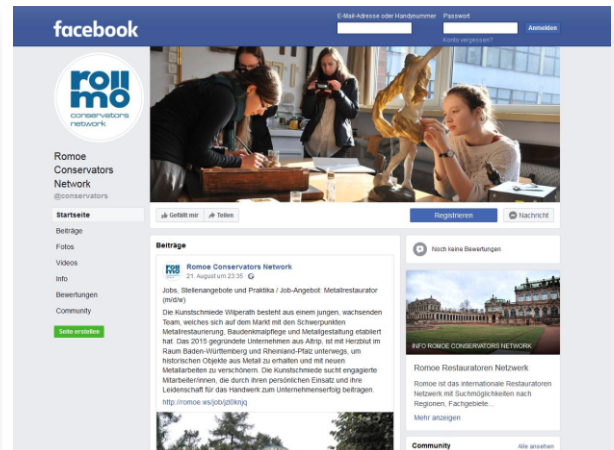 facebook
E-Mail-Adresse oder Handynummer
Passwort
Anmelden
Konto vergessen?
romoe
conservators
network
Romoe
Conservators
Network
@conservators
Startseite
Beiträge
Fotos
Videos
Info
Bewertungen
Community
Seite erstellen
Gefällt mir
Teilen
Registrieren
Nachricht
Beiträge
Romoe Conservators Network
21. August um 23:35
Jobs, Stellenangebote und Praktika / Job-Angebot: Metallrestaurator
(m/d/w)
Die Kunstschmiede Wilperath besteht aus einem jungen, wachsenden
Team, welches sich auf dem Markt mit den Schwerpunkten
Metallrestaurierung, Baudenkmalpflege und Metallgestaltung etabliert
hat. Das 2015 gegründete Unternehmen aus Altrip, ist mit Herzblut im
Raum Baden-Württemberg und Rheinland-Pfalz unterwegs, um
historischen Objekte aus Metall zu erhalten und mit neuen
Metallarbeiten zu verschönern. Die Kunstschmiede sucht engagierte
Mitarbeiter/innen, die durch ihren persönlichen Einsatz und ihre
Leidenschaft für das Handwerk zum Unternehmenserfolg beitragen.
http://romoe.ws/job/jzl0knjq
Noch keine Bewertungen
INFO ROMOE CONSERVATORS NETWORK
Romoe Restauratoren Netzwerk
Romoe ist das internationale Restauratoren
Netzwerk mit Suchmöglichkeiten nach
Regionen, Fachgebiete...
Mehr anzeigen
Community
Alle ansehen